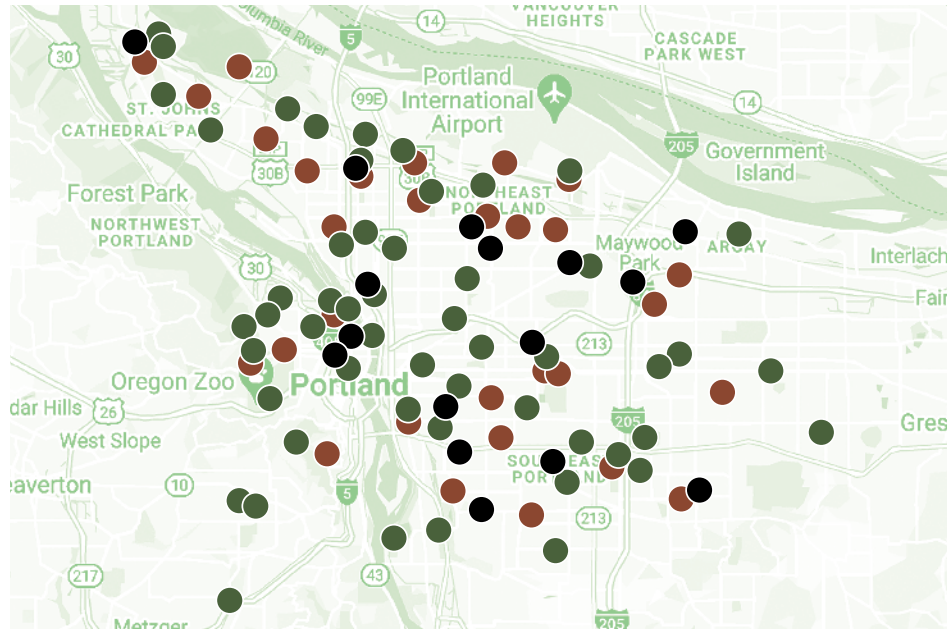 VANCOUVER
HEIGHTS
14
Columbia River
5
CASCADE
PARK WEST
30
120
Portland
International
Airport
99E
14
ST. JOHNS
CATHEDRAL PA
205
Government
Island
30B
30B
Forest Park
NORTHEAST
PORTLAND
NORTHWEST
PORTLAND
Maywood
Park
ARGAY
Interlach
30
Fair
213
Oregon Zoo
Portland
dar Hills
26
205
Gres
West Slope
SOUTHEAST
PORTLAND
eaverton
10
5
213
217
43
205
Metzger